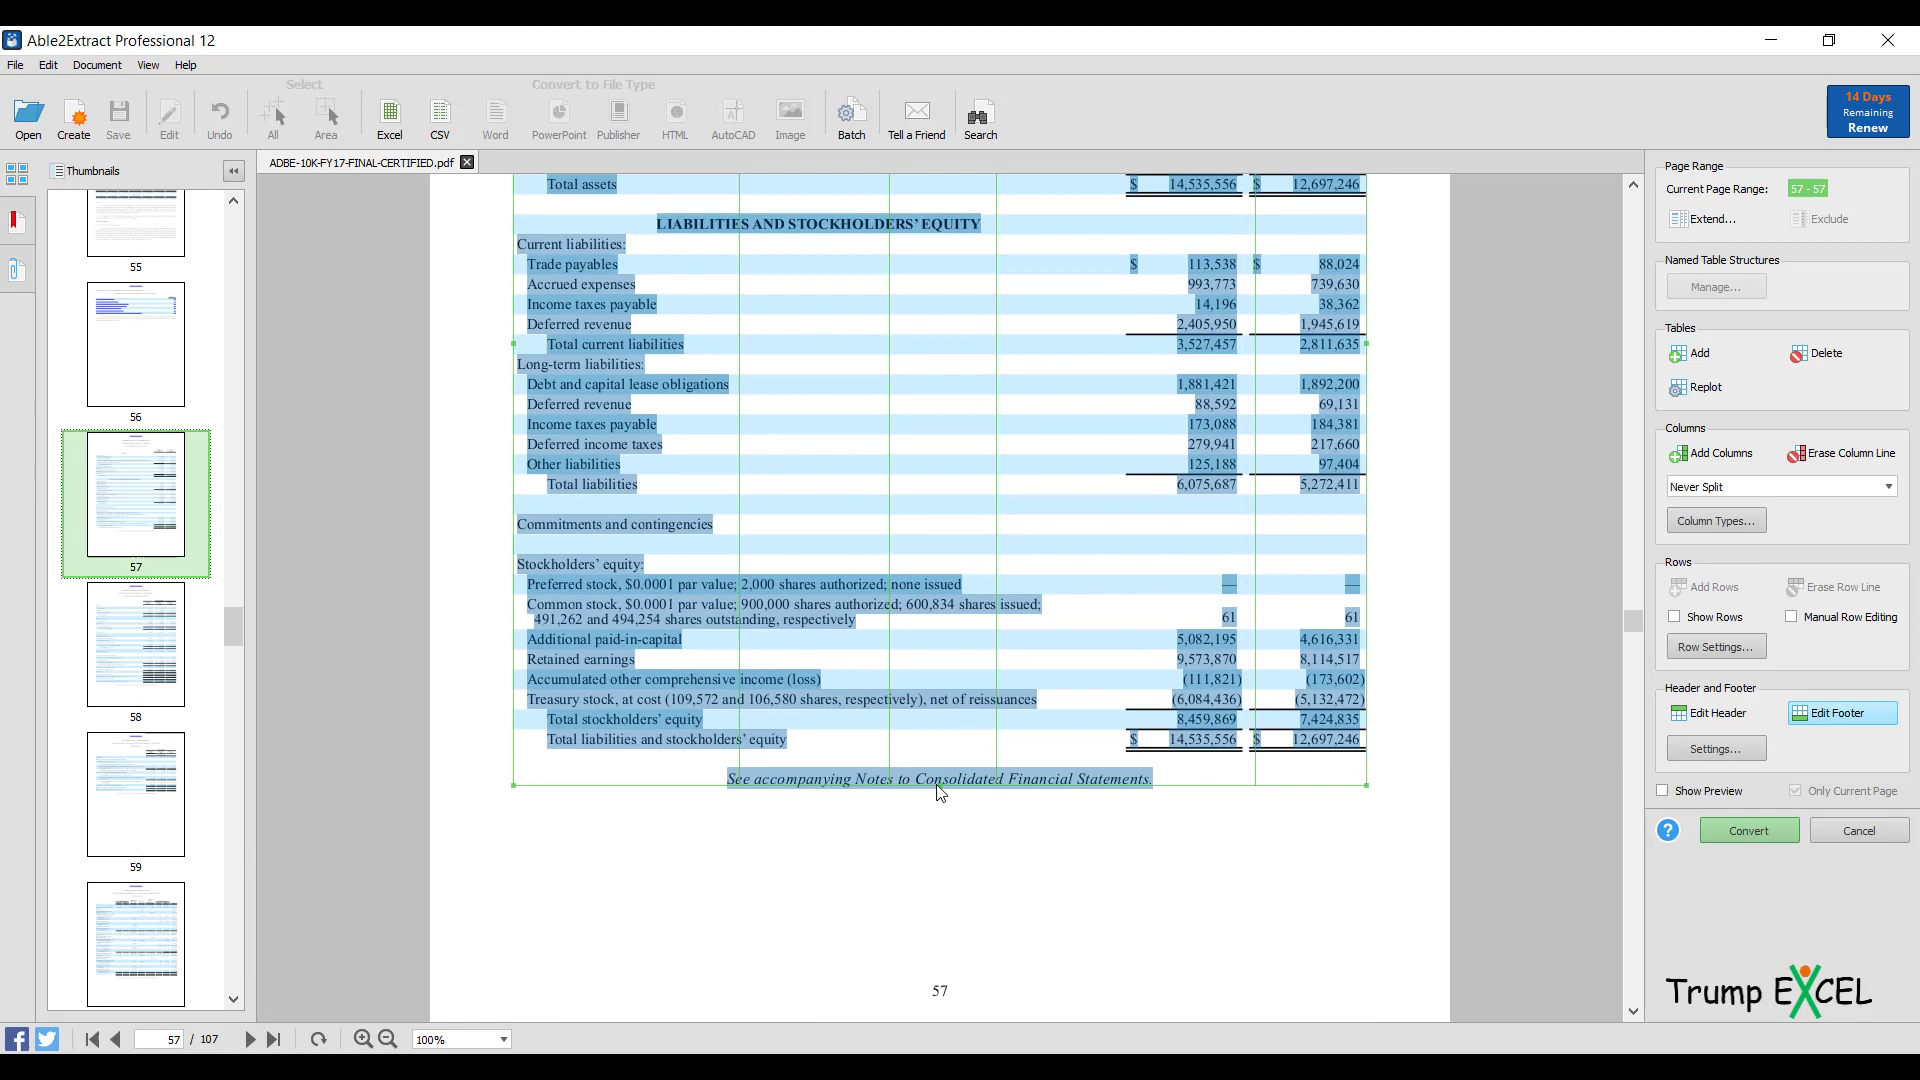 Able2Extract Professional 12
File Edit Document View Help
Select Convert to File Type
Open Create Save Edit Undo All Area Excel CSV Word PowerPoint Publisher HTML AutoCAD Image Batch Tell a Friend Search
14 Days
Remaining
Renew
Thumbnails
ADBE-10K-FY17-FINAL-CERTIFIED.pdf
55
56
57
58
59
Total assets $ 14,535,556 $ 12,697,246
LIABILITIES AND STOCKHOLDERS’ EQUITY
Current liabilities:
Trade payables $ 113,538 $ 88,024
Accrued expenses 993,773 739,630
Income taxes payable 14,196 38,362
Deferred revenue 2,405,950 1,945,619
Total current liabilities 3,527,457 2,811,635
Long-term liabilities:
Debt and capital lease obligations 1,881,421 1,892,200
Deferred revenue 88,592 69,131
Income taxes payable 173,088 184,381
Deferred income taxes 279,941 217,660
Other liabilities 125,188 97,404
Total liabilities 6,075,687 5,272,411
Commitments and contingencies
Stockholders’ equity:
Preferred stock, $0.0001 par value; 2,000 shares authorized; none issued — —
Common stock, $0.0001 par value; 900,000 shares authorized; 600,834 shares issued;
491,262 and 494,254 shares outstanding, respectively 61 61
Additional paid-in-capital 5,082,195 4,616,331
Retained earnings 9,573,870 8,114,517
Accumulated other comprehensive income (loss) (111,821) (173,602)
Treasury stock, at cost (109,572 and 106,580 shares, respectively), net of reissuances (6,084,436) (5,132,472)
Total stockholders’ equity 8,459,869 7,424,835
Total liabilities and stockholders’ equity $ 14,535,556 $ 12,697,246
See accompanying Notes to Consolidated Financial Statements.
57
Page Range
Current Page Range: 57 - 57
Extend... Exclude
Named Table Structures
Manage...
Tables
Add Delete
Replot
Columns
Add Columns Erase Column Line
Never Split
Column Types...
Rows
Add Rows Erase Row Line
Show Rows Manual Row Editing
Row Settings...
Header and Footer
Edit Header Edit Footer
Settings...
Show Preview Only Current Page
? Convert Cancel
Trump EXCEL
57 / 107 100%